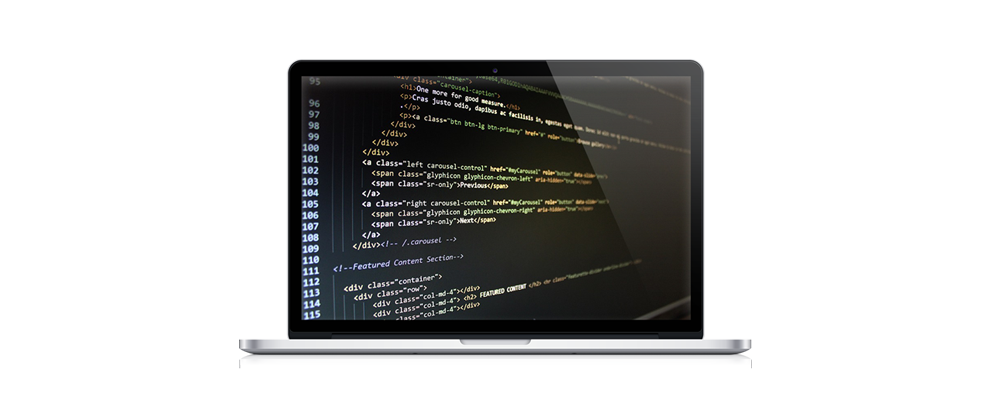 95 <div class="container">
<div class="carousel-caption">
96 <h1>One more for good measure.</h1>
<p>Cras justo odio, dapibus ac facilisis in, egestas eget quam.
97 .</p>
98 <p><a class="btn btn-lg btn-primary" href="#" role="button"
99 </div>
100 </div>
101 </div>
</div>
102 <a class="left carousel-control" href="#myCarousel" role="button" data-slide=
103 <span class="glyphicon glyphicon-chevron-left" aria-hidden="true"></span>
<span class="sr-only">Previous</span>
104 </a>
105 <a class="right carousel-control" href="#myCarousel" role="button" data-slide=
106 <span class="glyphicon glyphicon-chevron-right" aria-hidden="true"></span>
107 <span class="sr-only">Next</span>
108 </a>
109 </div><!-- /.carousel -->
110 <!--Featured Content Section-->
111
112 <div class="container">
113 <div class="row">
114 <div class="col-md-4"></div>
<div class="col-md-4"> <h2> FEATURED CONTENT </h2>
115 <div class="col-md-4"></div>